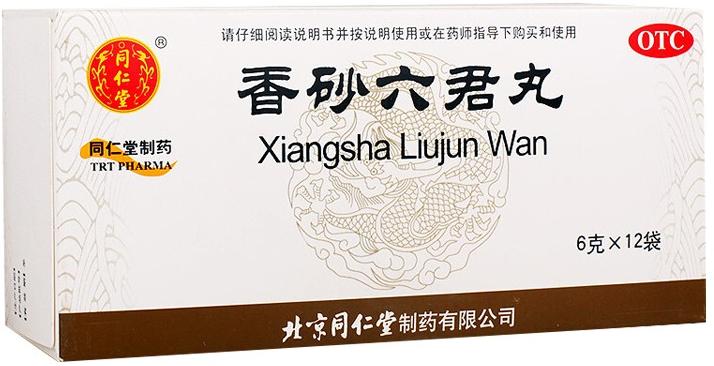 请仔细阅读说明书并按说明使用或在药师指导下购买和使用
OTC
同仁堂
®
香砂六君丸
同仁堂制药
TRT PHARMA
Xiangsha Liujun Wan
6克×12袋
北京同仁堂制药有限公司